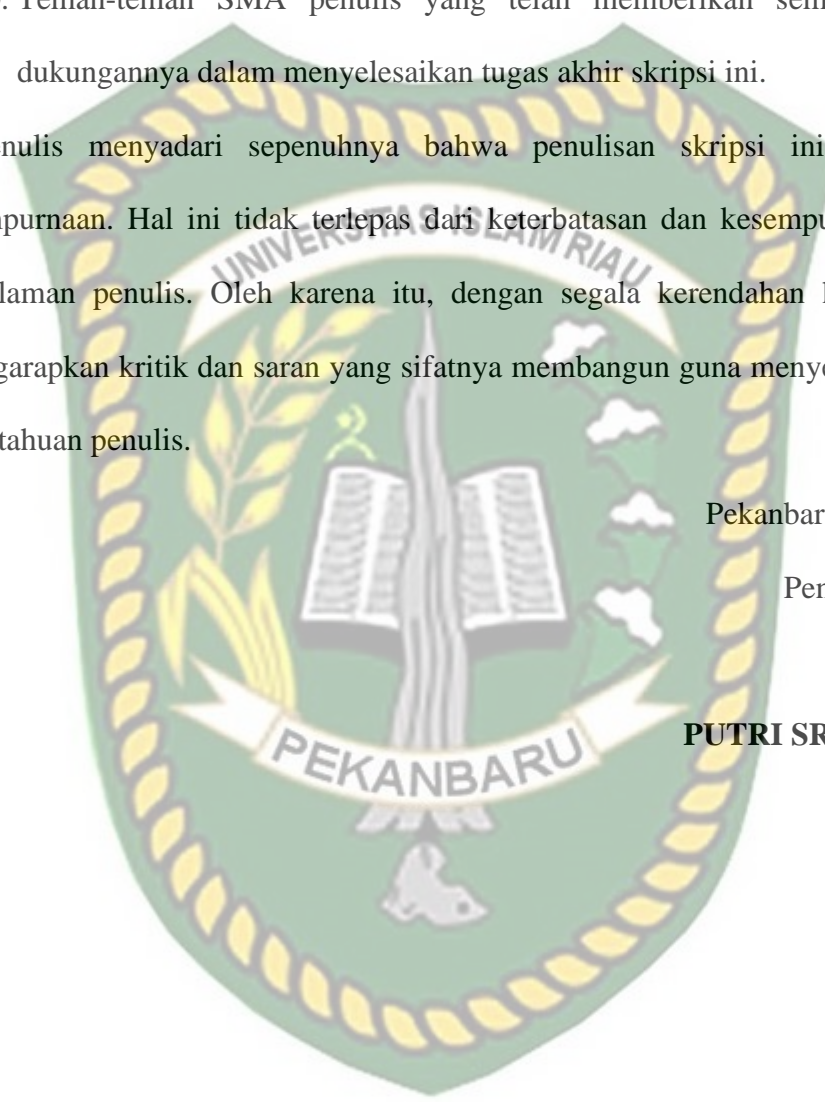 Teman-teman SMA penulis yang telah memberikan sem
dukungannya dalam menyelesaikan tugas akhir skripsi ini.
enulis menyadari sepenuhnya bahwa penulisan skripsi ini
npurnaan. Hal ini tidak terlepas dari keterbatasan dan kesempu
laman penulis. Oleh karena itu, dengan segala kerendahan
garapkan kritik dan saran yang sifatnya membangun guna menye
tahuan penulis.
UNIVERSITAS ISLAM RIAU
Pekanbar
Pen
PUTRI SR
PEKANBARU